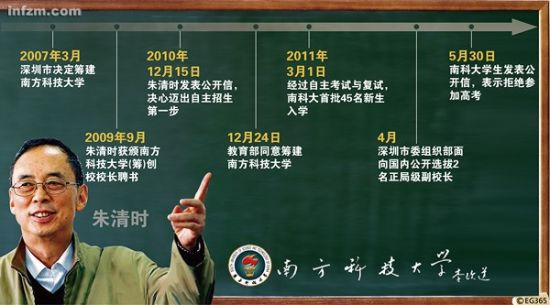 infzm.com
2007年3月
深圳市决定筹建
南方科技大学
2009年9月
朱清时获颁南方
科技大学(筹)创
校校长聘书
2010年
12月15日
朱清时发表公开信，
决心迈出自主招生
第一步
12月24日
教育部同意筹建
南方科技大学
2011年
3月1日
经过自主考试与复试，
南科大首批45名新生
入学
4月
深圳市委组织部面
向国内公开选拔2
名正局级副校长
5月30日
南科大学生发表公
开信，表示拒绝参
加高考
朱清时
南方科技大学
©EG365